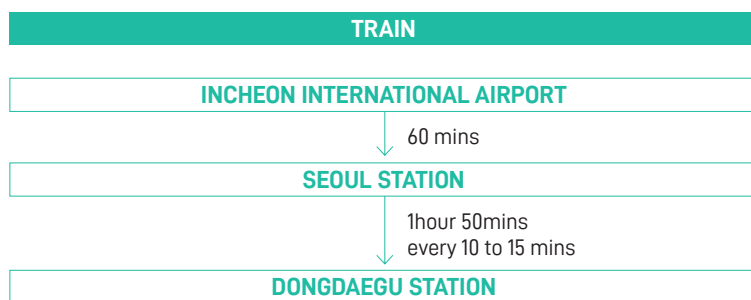 TRAIN
INCHEON INTERNATIONAL AIRPORT
60 mins
SEOUL STATION
1hour 50mins
every 10 to 15 mins
DONGDAEGU STATION